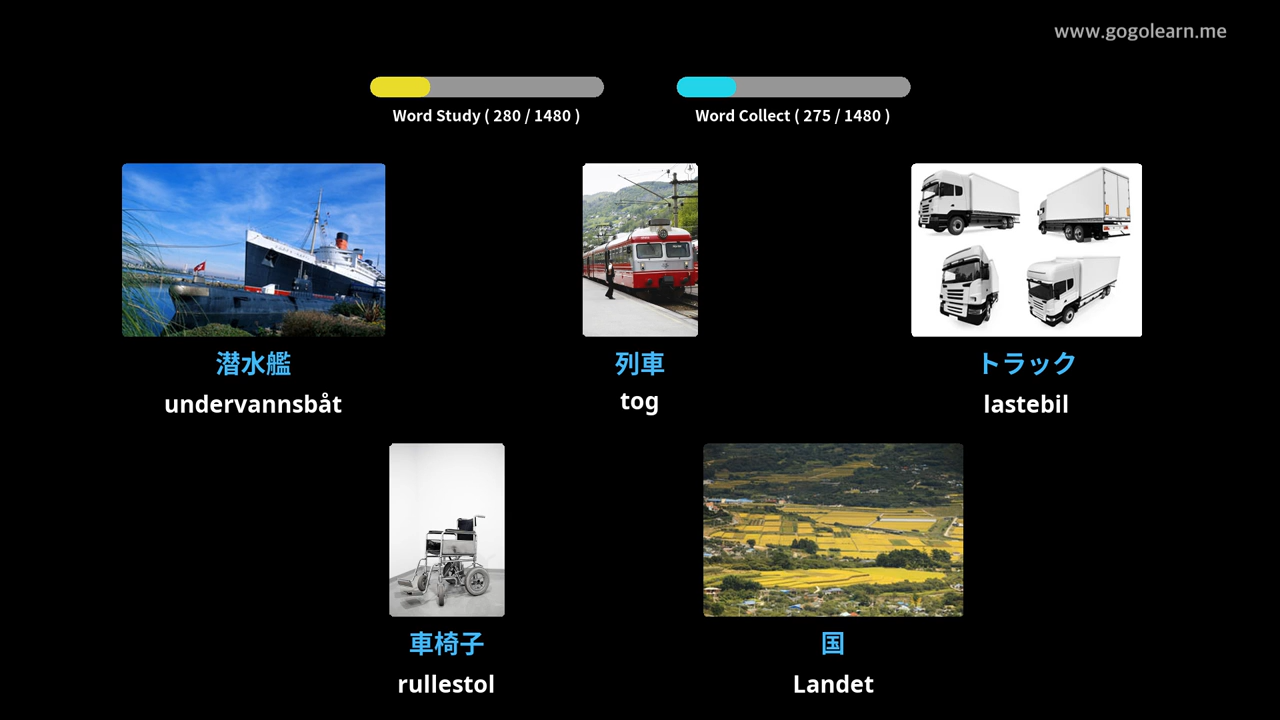 www.gogolearn.me
Word Study ( 280 / 1480 )
Word Collect ( 275 / 1480 )
潜水艦
undervannsbåt
列車
tog
トラック
lastebil
車椅子
rullestol
国
Landet